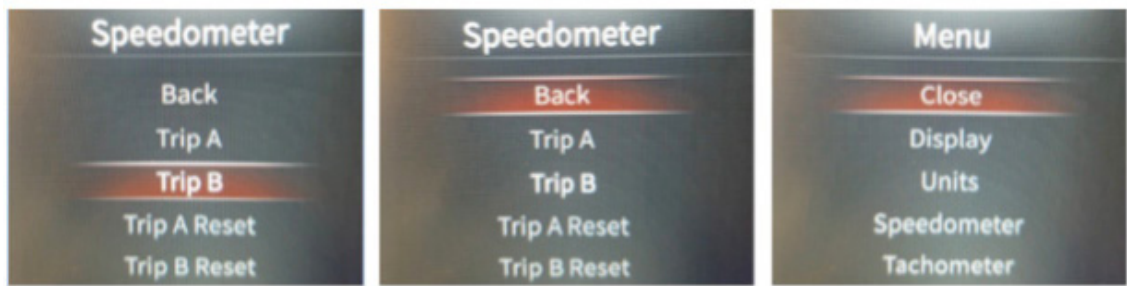 Speedometer
Back
Trip A
Trip B
Trip A Reset
Trip B Reset
Speedometer
Back
Trip A
Trip B
Trip A Reset
Trip B Reset
Menu
Close
Display
Units
Speedometer
Tachometer